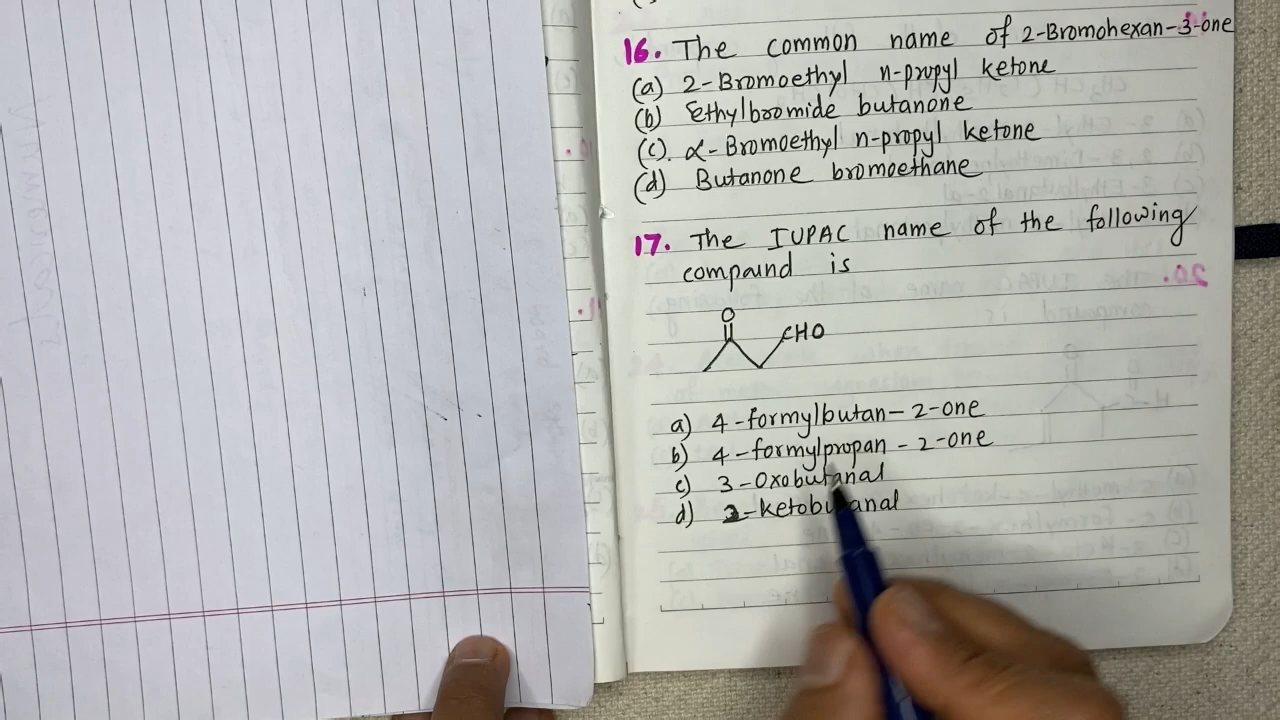 16. The common name of 2-Bromohexan-3-one
(a) 2-Bromoethyl n-propyl ketone
(b) Ethylbromide butanone
(c). α-Bromoethyl n-propyl ketone
(d) Butanone bromoethane
17. The IUPAC name of the following
compound is
O
CHO
a) 4-formylbutan-2-one
b) 4-formylpropan-2-one
c) 3-Oxobutanal
d) 2-ketobutanal